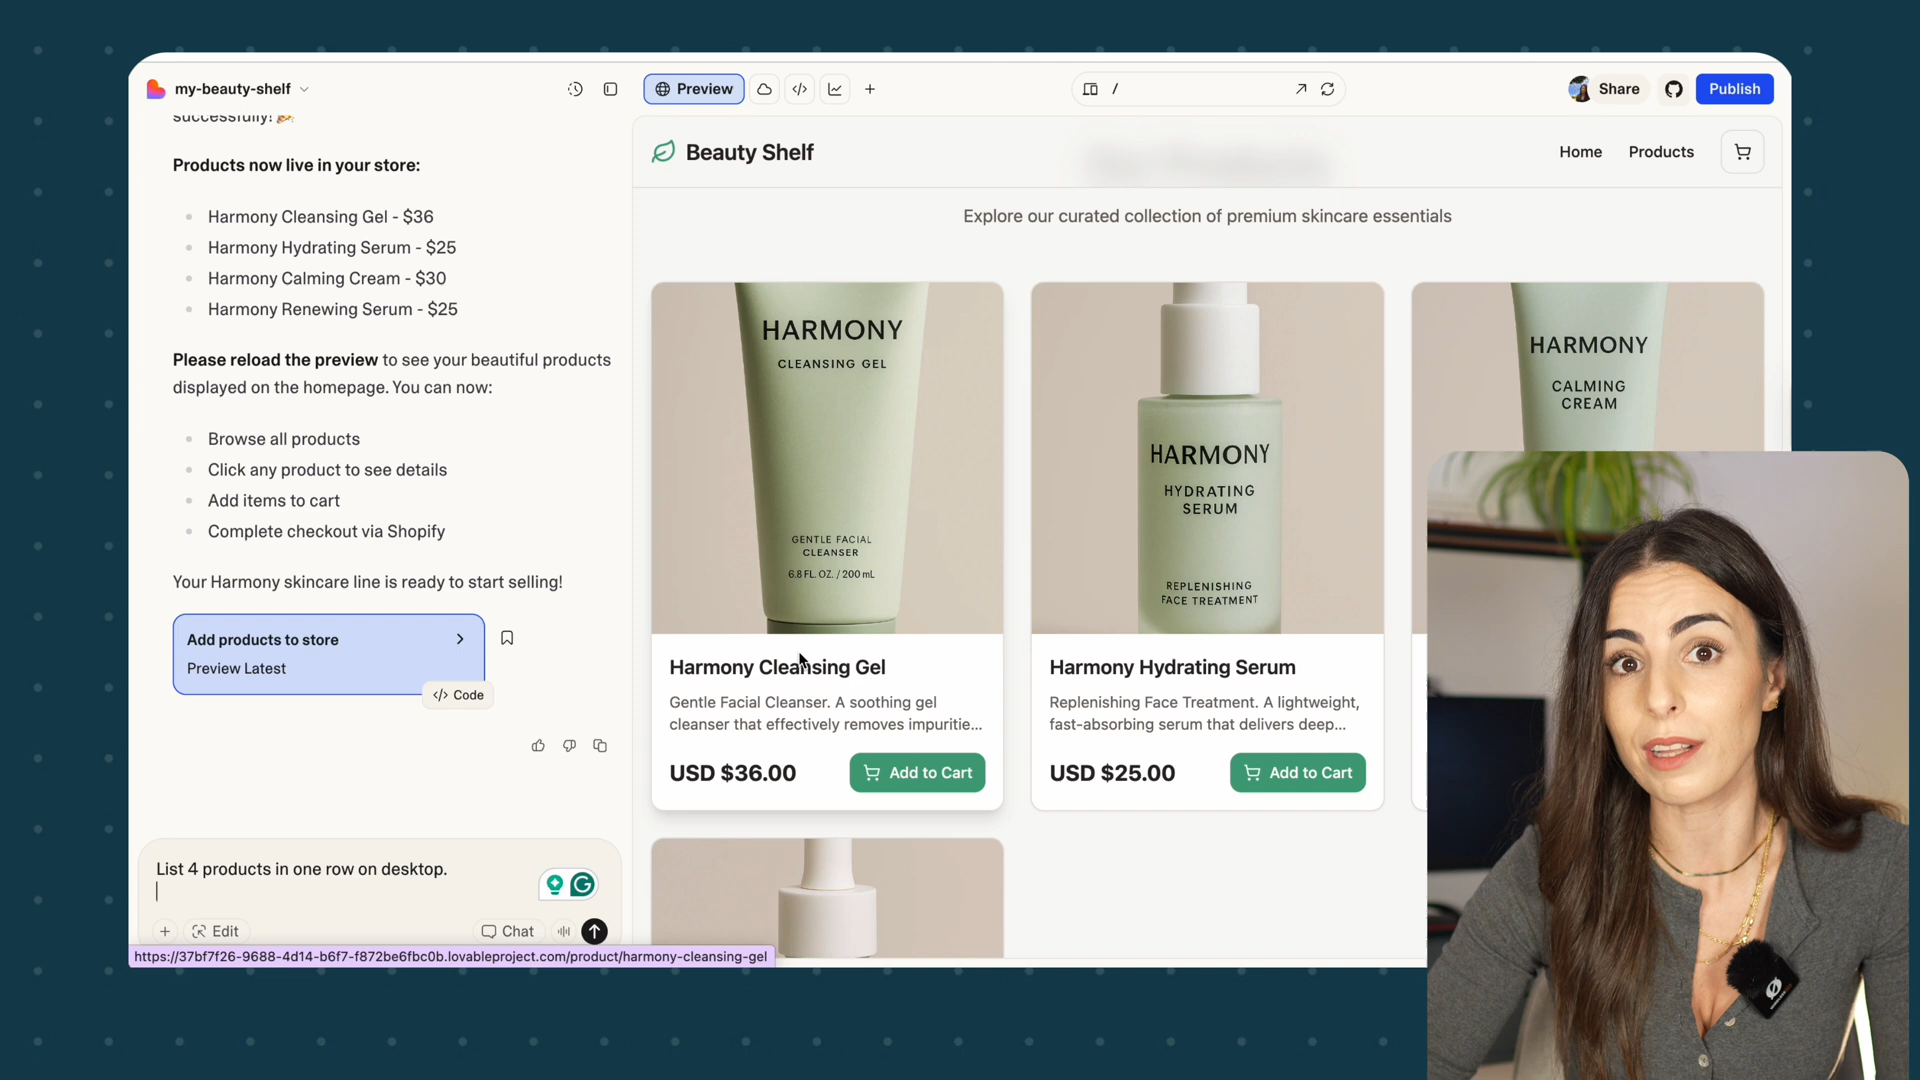 my-beauty-shelf
Preview
/
Share
Publish
successfully! 🎉
Products now live in your store:
Harmony Cleansing Gel - $36
Harmony Hydrating Serum - $25
Harmony Calming Cream - $30
Harmony Renewing Serum - $25
Please reload the preview to see your beautiful products
displayed on the homepage. You can now:
Browse all products
Click any product to see details
Add items to cart
Complete checkout via Shopify
Your Harmony skincare line is ready to start selling!
Add products to store
Preview Latest
Code
List 4 products in one row on desktop.
Edit
Chat
https://37bf7f26-9688-4d14-b6f7-f872be6fbc0b.lovableproject.com/product/harmony-cleansing-gel
Beauty Shelf
Home
Products
Explore our curated collection of premium skincare essentials
HARMONY
CLEANSING GEL
GENTLE FACIAL
CLEANSER
6.8 FL. OZ. / 200 mL
Harmony Cleansing Gel
Gentle Facial Cleanser. A soothing gel
cleanser that effectively removes impuritie...
USD $36.00
Add to Cart
HARMONY
HYDRATING
SERUM
REPLENISHING
FACE TREATMENT
Harmony Hydrating Serum
Replenishing Face Treatment. A lightweight,
fast-absorbing serum that delivers deep...
USD $25.00
Add to Cart
HARMONY
CALMING
CREAM